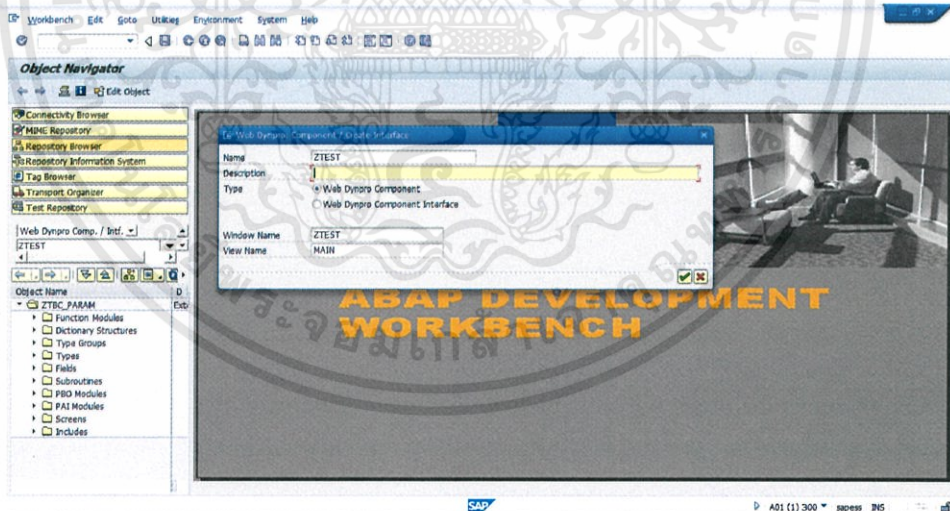 Workbench Edit Goto Utilities Environment System Help
Object Navigator
Edit Object
Connectivity Browser
MIME Repository
Repository Browser
Repository Information System
Tag Browser
Transport Organizer
Test Repository
Web Dynpro Comp. / Intf.
ZTEST
Object Name
D
ZTBC_PARAM
Exb
Function Modules
Dictionary Structures
Type Groups
Types
Fields
Subroutines
PBO Modules
PAI Modules
Screens
Includes
Web Dynpro: Component / Create Interface
Name ZTEST
Description
Type Web Dynpro Component
Web Dynpro Component Interface
Window Name ZTEST
View Name MAIN
ABAP DEVELOPMENT
WORKBENCH
SAP
A01 (1) 300 sapess INS